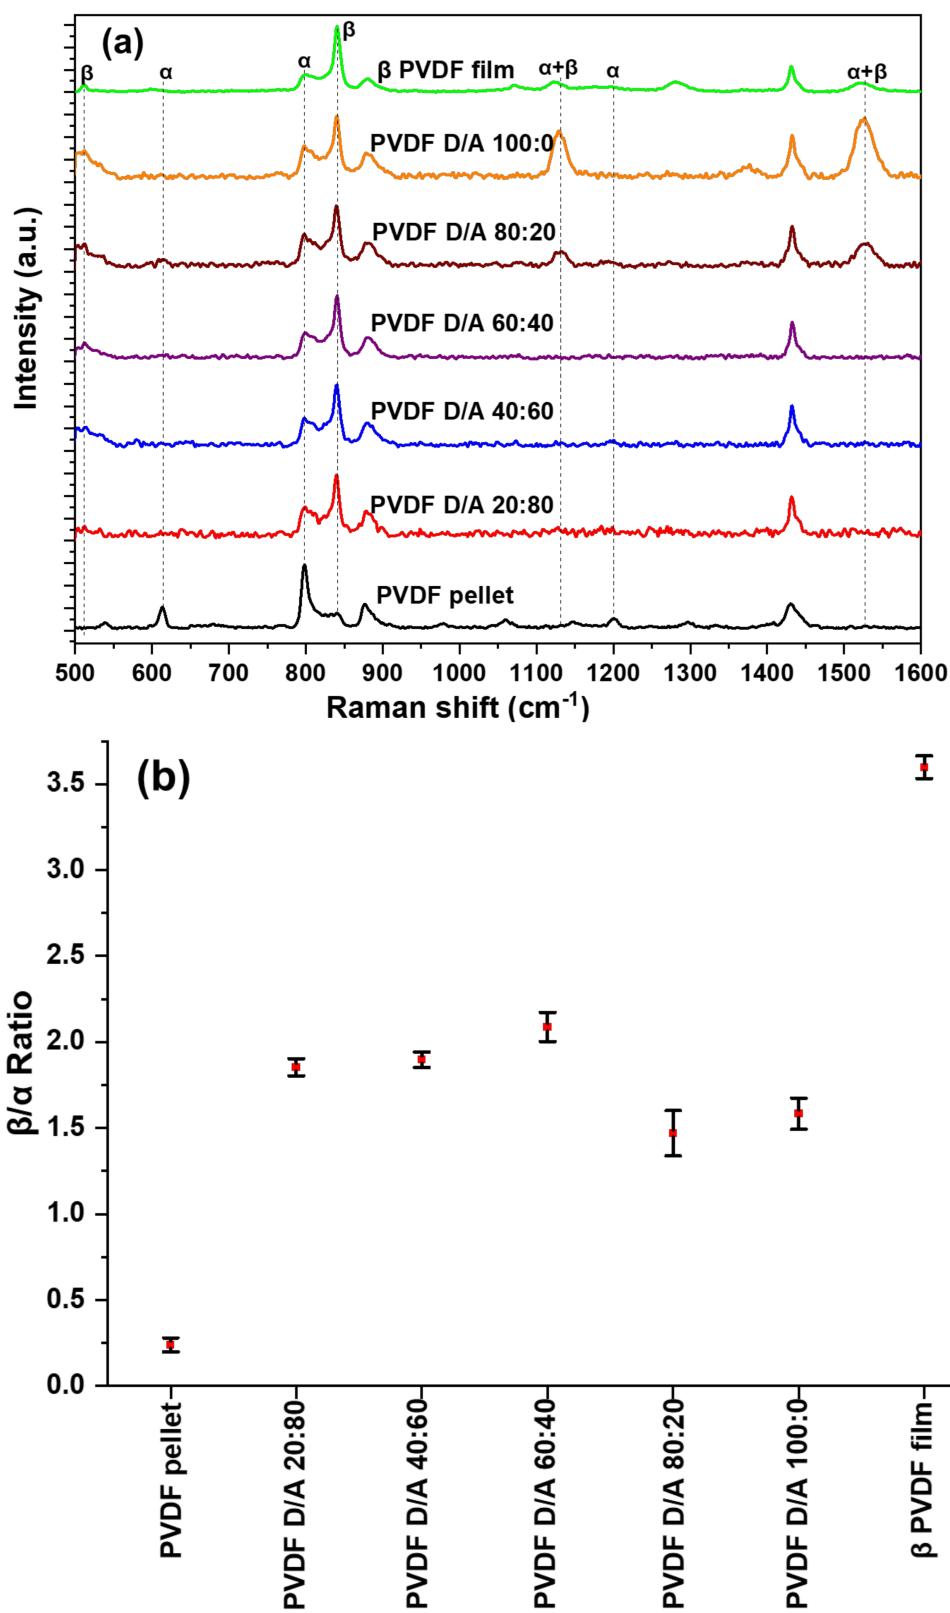 (a)
β
α
α
β
α+β
α
α+β
β PVDF film
PVDF D/A 100:0
PVDF D/A 80:20
PVDF D/A 60:40
PVDF D/A 40:60
PVDF D/A 20:80
PVDF pellet
Intensity (a.u.)
500 600 700 800 900 1000 1100 1200 1300 1400 1500 1600
Raman shift (cm⁻¹)
(b)
3.5
3.0
2.5
2.0
1.5
1.0
0.5
0.0
β/α Ratio
PVDF pellet
PVDF D/A 20:80
PVDF D/A 40:60
PVDF D/A 60:40
PVDF D/A 80:20
PVDF D/A 100:0
β PVDF film